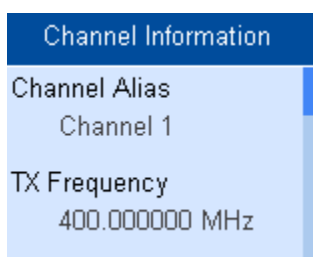 Channel Information
Channel Alias
Channel 1
TX Frequency
400.000000 MHz